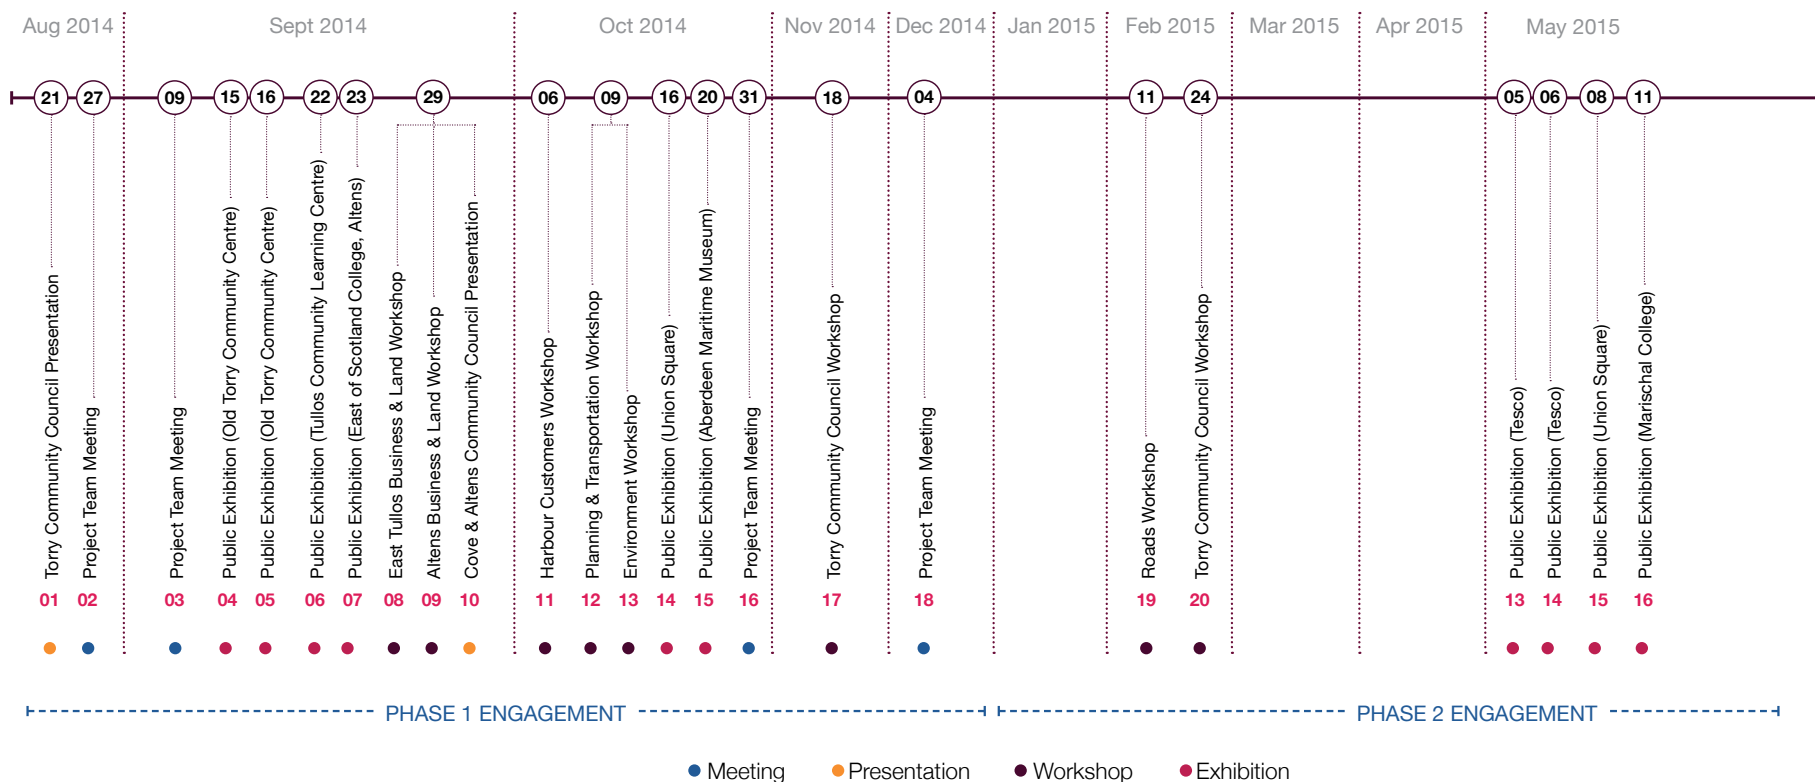 Aug 2014
Sept 2014
Oct 2014
Nov 2014
Dec 2014
Jan 2015
Feb 2015
Mar 2015
Apr 2015
May 2015
21
27
09
15
16
22
23
29
06
09
16
20
31
18
04
11
24
05
06
08
11
Torry Community Council Presentation
Project Team Meeting
Project Team Meeting
Public Exhibition (Old Torry Community Centre)
Public Exhibition (Old Torry Community Centre)
Public Exhibition (Tullos Community Learning Centre)
Public Exhibition (East of Scotland College, Altens)
East Tullos Business & Land Workshop
Altens Business & Land Workshop
Cove & Altens Community Council Presentation
Harbour Customers Workshop
Planning & Transportation Workshop
Environment Workshop
Public Exhibition (Union Square)
Public Exhibition (Aberdeen Maritime Museum)
Project Team Meeting
Torry Community Council Workshop
Project Team Meeting
Roads Workshop
Torry Community Council Workshop
Public Exhibition (Tesco)
Public Exhibition (Tesco)
Public Exhibition (Union Square)
Public Exhibition (Marischal College)
01
02
03
04
05
06
07
08
09
10
11
12
13
14
15
16
17
18
19
20
13
14
15
16
PHASE 1 ENGAGEMENT
PHASE 2 ENGAGEMENT
Meeting
Presentation
Workshop
Exhibition